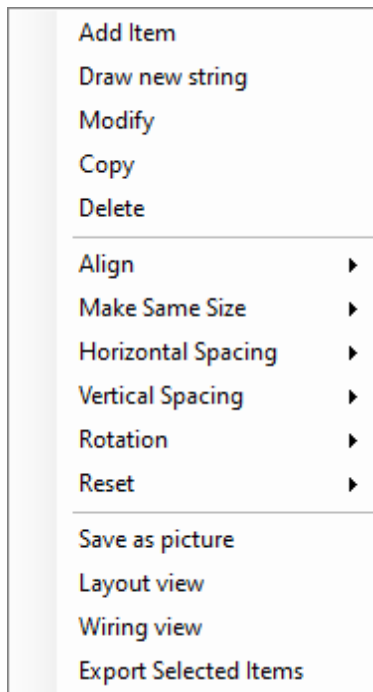 Add Item
Draw new string
Modify
Copy
Delete
Align
Make Same Size
Horizontal Spacing
Vertical Spacing
Rotation
Reset
Save as picture
Layout view
Wiring view
Export Selected Items